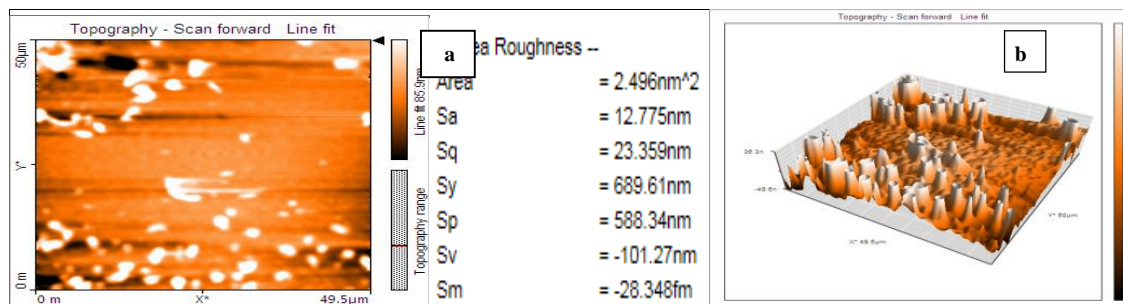 Topography - Scan forward Line fit
50µm
Y*
0 m
0 m X* 49.5µm
Line fit 85.9nm
Topography range
a
ea Roughness --
Area = 2.496nm^2
Sa = 12.775nm
Sq = 23.359nm
Sy = 689.61nm
Sp = 588.34nm
Sv = -101.27nm
Sm = -28.348fm
Topography - Scan forward Line fit
b
X* 49.5µm